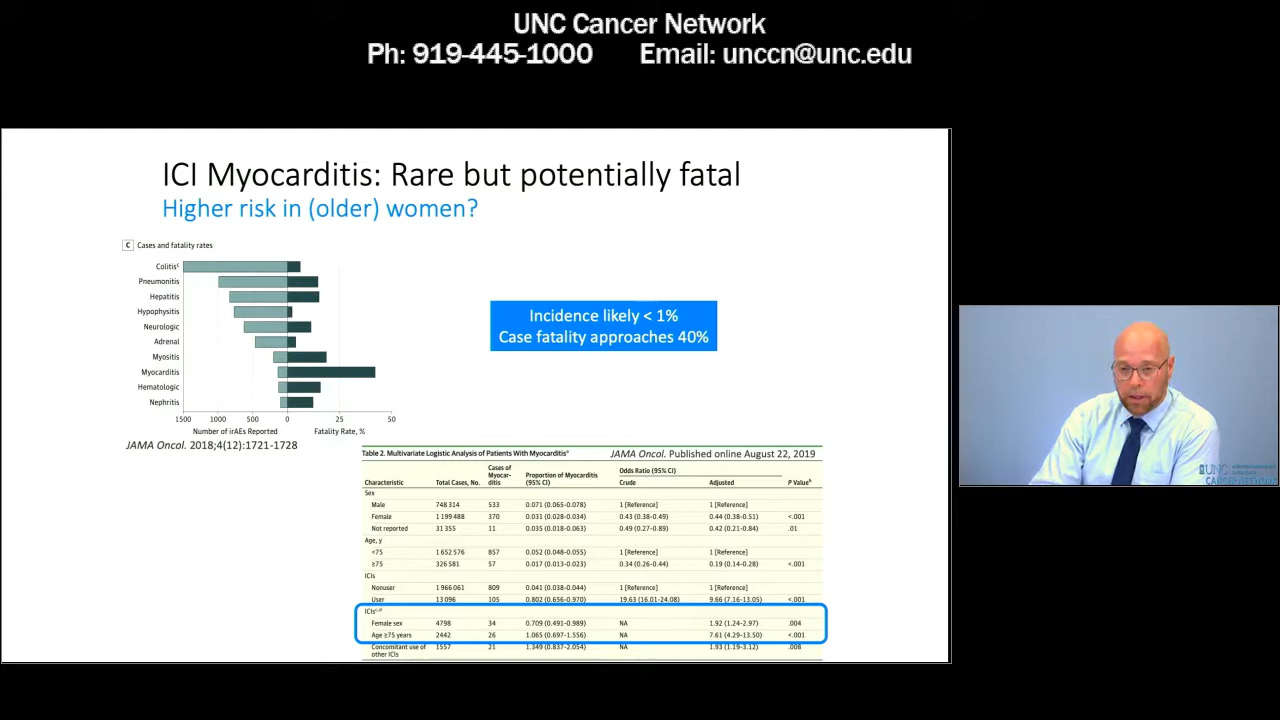 UNC Cancer Network
Ph: 919-445-1000 Email: unccn@unc.edu
ICI Myocarditis: Rare but potentially fatal
Higher risk in (older) women?
C Cases and fatality rates
Colitisᶜ
Pneumonitis
Hepatitis
Hypophysitis
Neurologic
Adrenal
Myositis
Myocarditis
Hematologic
Nephritis
1500 1000 500 0 25 50
Number of irAEs Reported Fatality Rate, %
JAMA Oncol. 2018;4(12):1721-1728
Incidence likely < 1%
Case fatality approaches 40%
Table 2. Multivariate Logistic Analysis of Patients With Myocarditisᵃ JAMA Oncol. Published online August 22, 2019
Characteristic Total Cases, No. Cases of Myocar-ditis Proportion of Myocarditis (95% CI) Odds Ratio (95% CI) Crude Adjusted P Valueᵇ
Sex
Male 748 314 533 0.071 (0.065-0.078) 1 [Reference] 1 [Reference]
Female 1 199 488 370 0.031 (0.028-0.034) 0.43 (0.38-0.49) 0.44 (0.38-0.51) <.001
Not reported 31 355 11 0.035 (0.018-0.063) 0.49 (0.27-0.89) 0.42 (0.21-0.84) .01
Age, y
<75 1 652 576 857 0.052 (0.048-0.055) 1 [Reference] 1 [Reference]
≥75 326 581 57 0.017 (0.013-0.023) 0.34 (0.26-0.44) 0.19 (0.14-0.28) <.001
ICIs
Nonuser 1 966 061 809 0.041 (0.038-0.044) 1 [Reference] 1 [Reference]
User 13 096 105 0.802 (0.656-0.970) 19.63 (16.01-24.08) 9.66 (7.16-13.05) <.001
ICIsᶜ,ᵈ
Female sex 4798 34 0.709 (0.491-0.989) NA 1.92 (1.24-2.97) .004
Age ≥75 years 2442 26 1.065 (0.697-1.556) NA 7.61 (4.29-13.50) <.001
Concomitant use of 1557 21 1.349 (0.837-2.054) NA 1.93 (1.19-3.12) .008
other ICIs
UNC
CANCER NETWORK